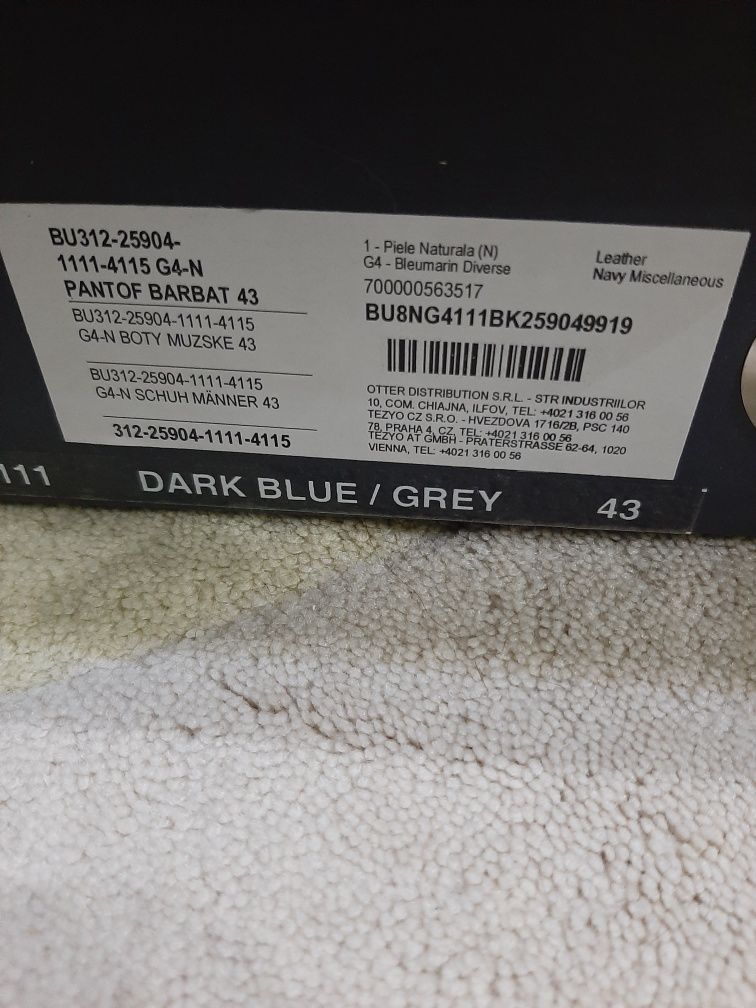 BU312-25904-
1111-4115 G4-N
PANTOF BARBAT 43
BU312-25904-1111-4115
G4-N BOTY MUZSKE 43
BU312-25904-1111-4115
G4-N SCHUH MÄNNER 43
312-25904-1111-4115
1 - Piele Naturala (N)
G4 - Bleumarin Diverse
Leather
Navy Miscellaneous
700000563517
BU8NG4111BK259049919
OTTER DISTRIBUTION S.R.L. - STR INDUSTRIILOR
10, COM. CHIAJNA, ILFOV, TEL: +4021 316 00 56
TEZYO CZ S.R.O. - HVEZDOVA 1716/2B, PSC 140
78, PRAHA 4, CZ, TEL: +4021 316 00 56
TEZYO AT GMBH - PRATERSTRASSE 62-64, 1020
VIENNA, TEL: +4021 316 00 56
111 DARK BLUE / GREY 43